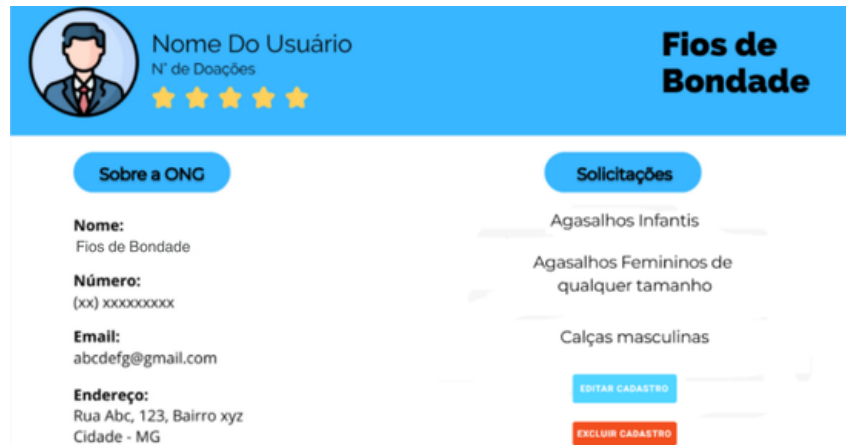 Nome Do Usuário
N° de Doações
Fios de
Bondade
Sobre a ONG
Nome:
Fios de Bondade
Número:
(xx) xxxxxxxxx
Email:
abcdefg@gmail.com
Endereço:
Rua Abc, 123, Bairro xyz
Cidade - MG
Solicitações
Agasalhos Infantis
Agasalhos Femininos de
qualquer tamanho
Calças masculinas
EDITAR CADASTRO
EXCLUIR CADASTRO